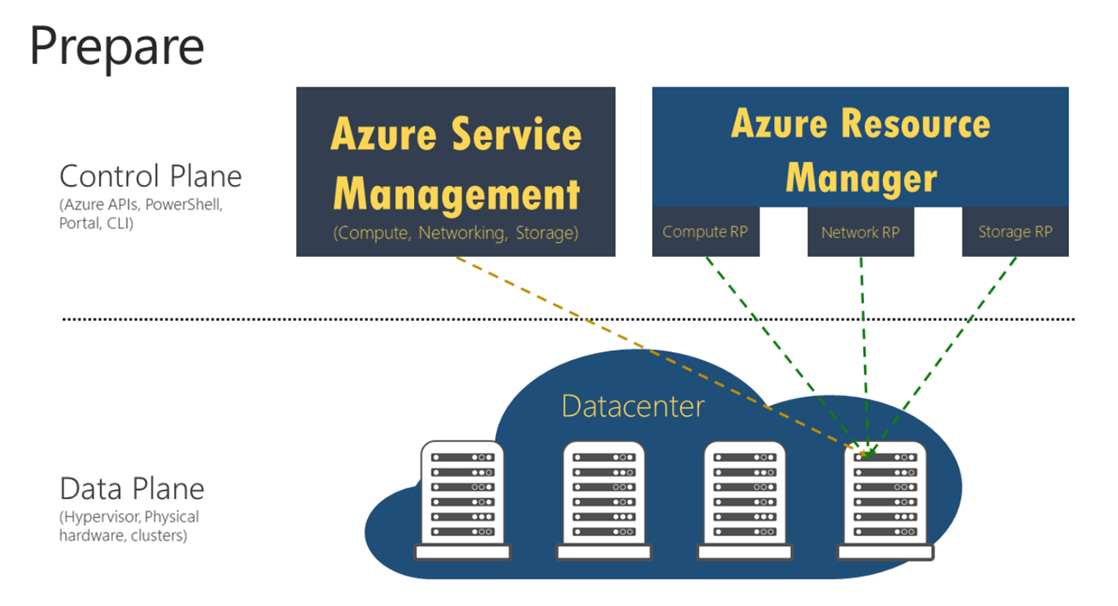 Prepare
Azure Service
Management
(Compute, Networking, Storage)
Azure Resource
Manager
Compute RP
Network RP
Storage RP
Control Plane
(Azure APIs, PowerShell,
Portal, CLI)
Datacenter
Data Plane
(Hypervisor, Physical
hardware, clusters)